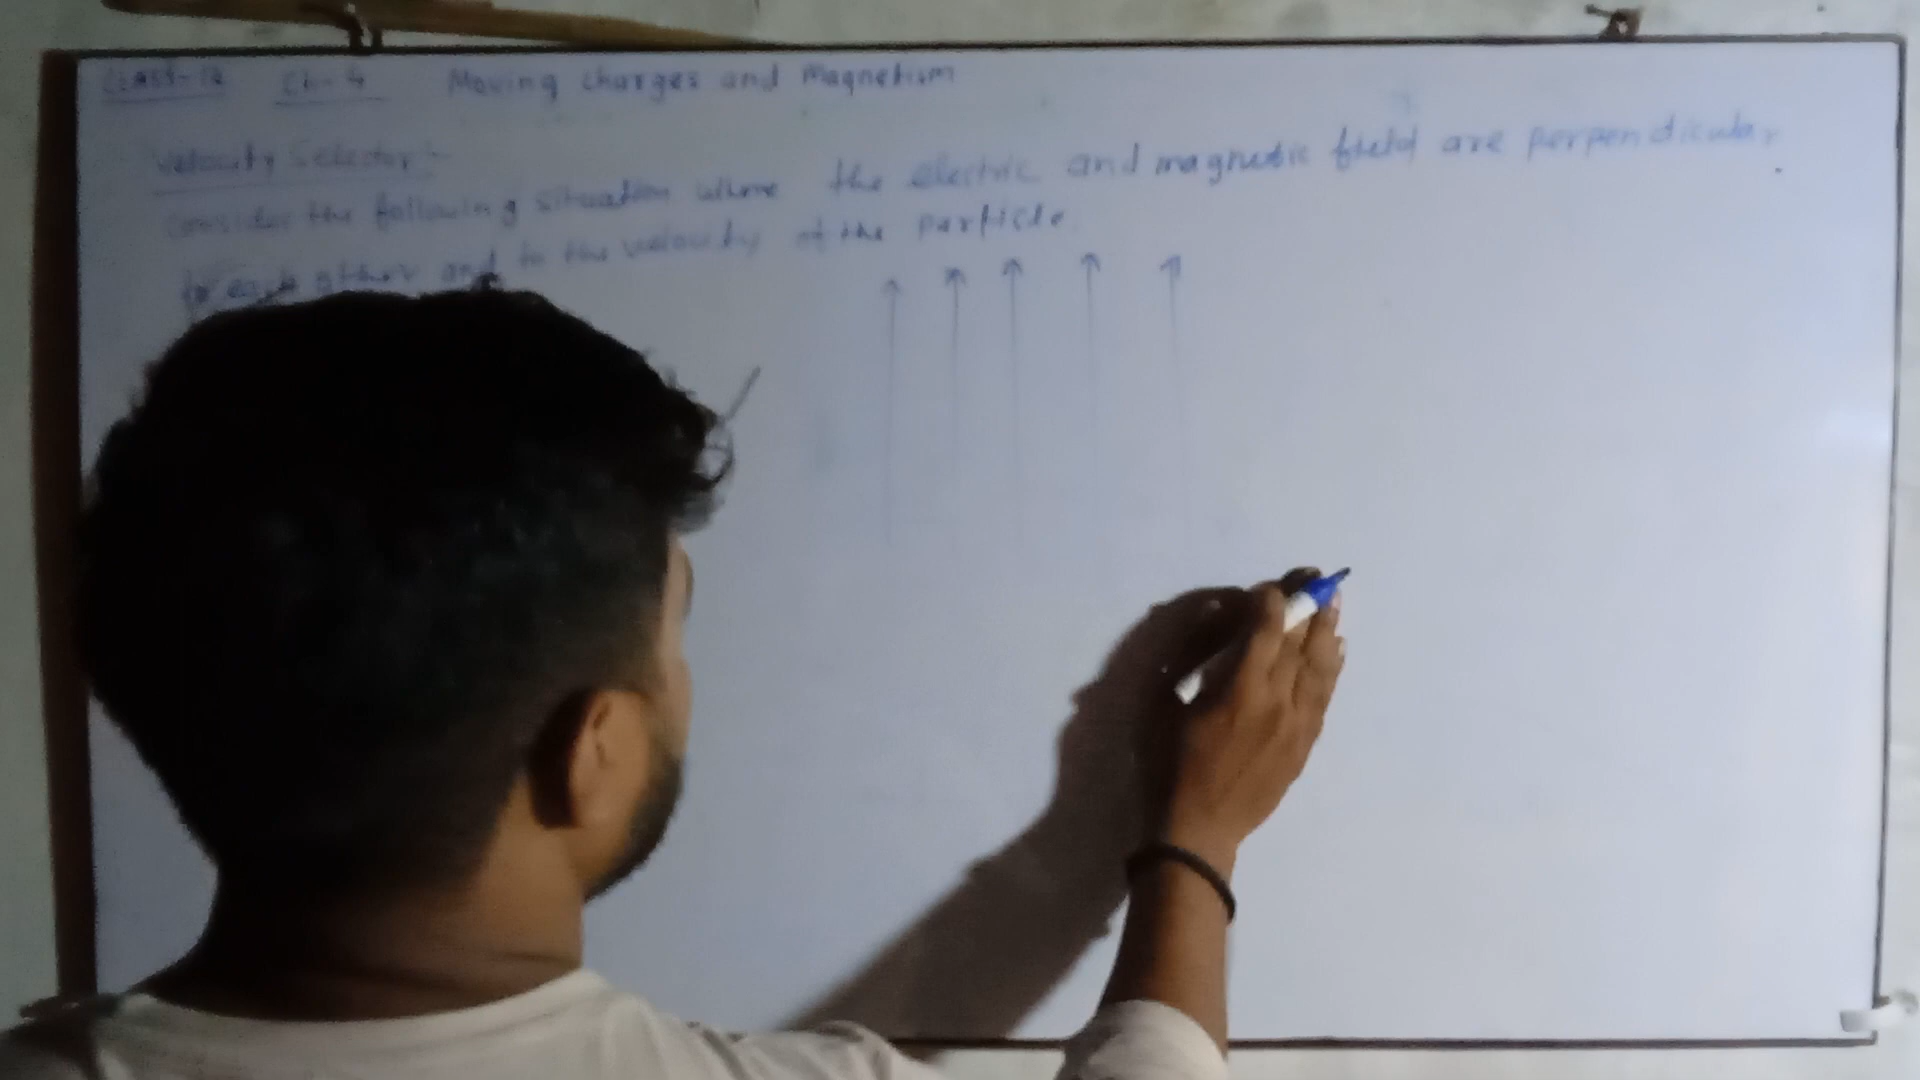 Class-12 Ch-4 Moving charges and Magnetism
Velocity Selector:-
Consider the following situation where the electric and magnetic field are perpendicular
to each other and to the velocity of the particle.